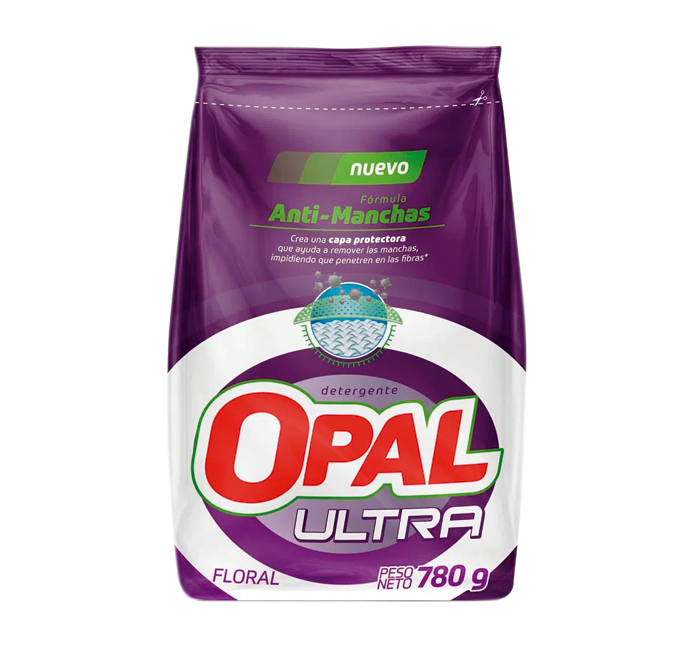 nuevo
Fórmula
Anti-Manchas
Crea una capa protectora
que ayuda a remover las manchas,
impidiendo que penetren en las fibras*
detergente
OPAL
ULTRA
FLORAL
PESO
NETO 780 g